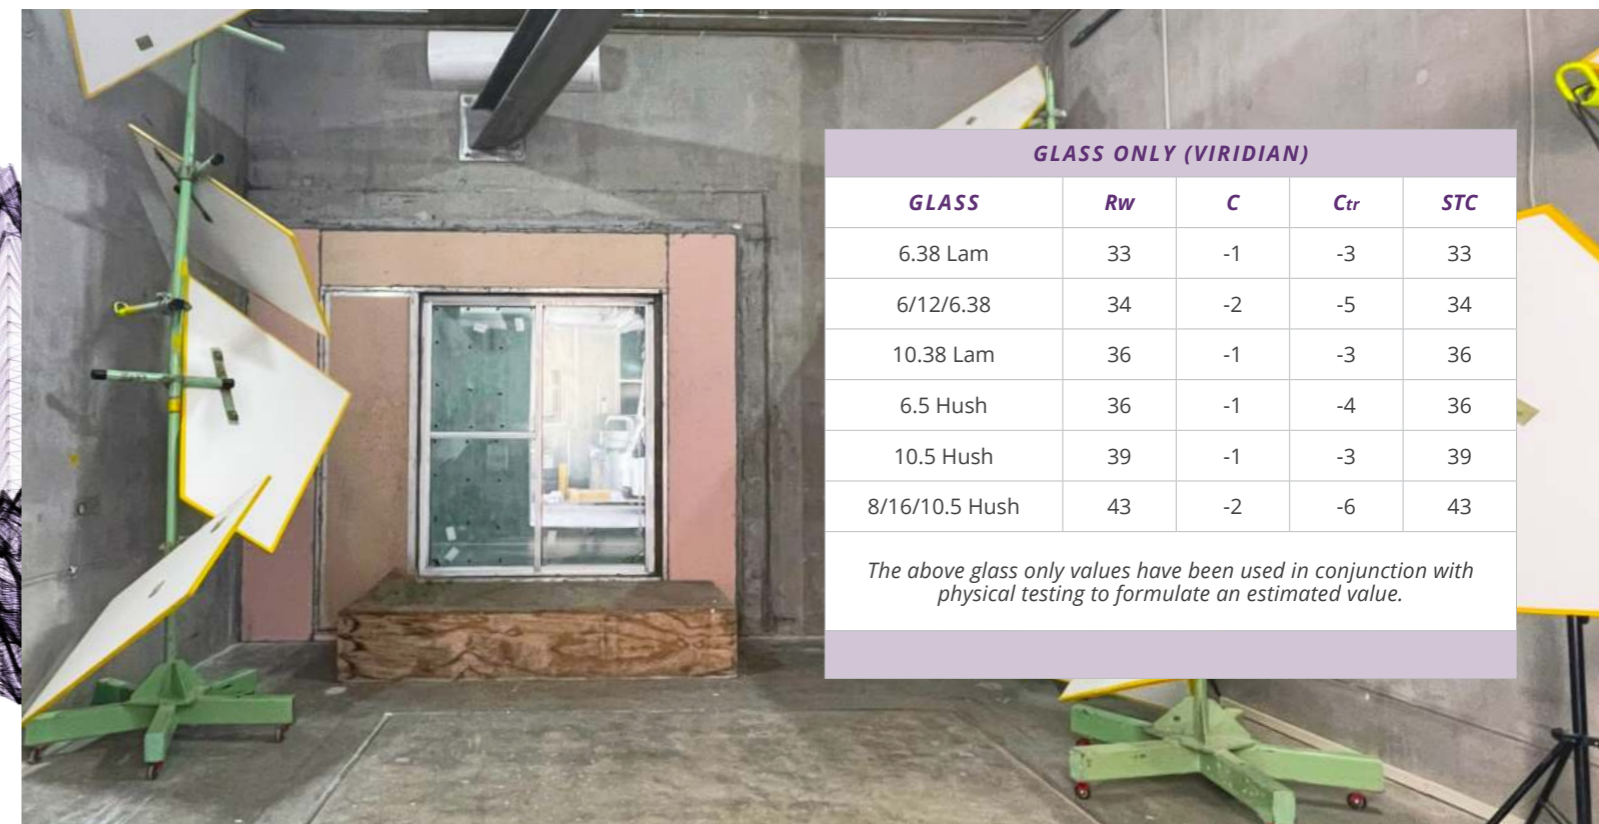 GLASS ONLY (VIRIDIAN)
GLASS Rw C Ctr STC
6.38 Lam 33 -1 -3 33
6/12/6.38 34 -2 -5 34
10.38 Lam 36 -1 -3 36
6.5 Hush 36 -1 -4 36
10.5 Hush 39 -1 -3 39
8/16/10.5 Hush 43 -2 -6 43
The above glass only values have been used in conjunction with
physical testing to formulate an estimated value.